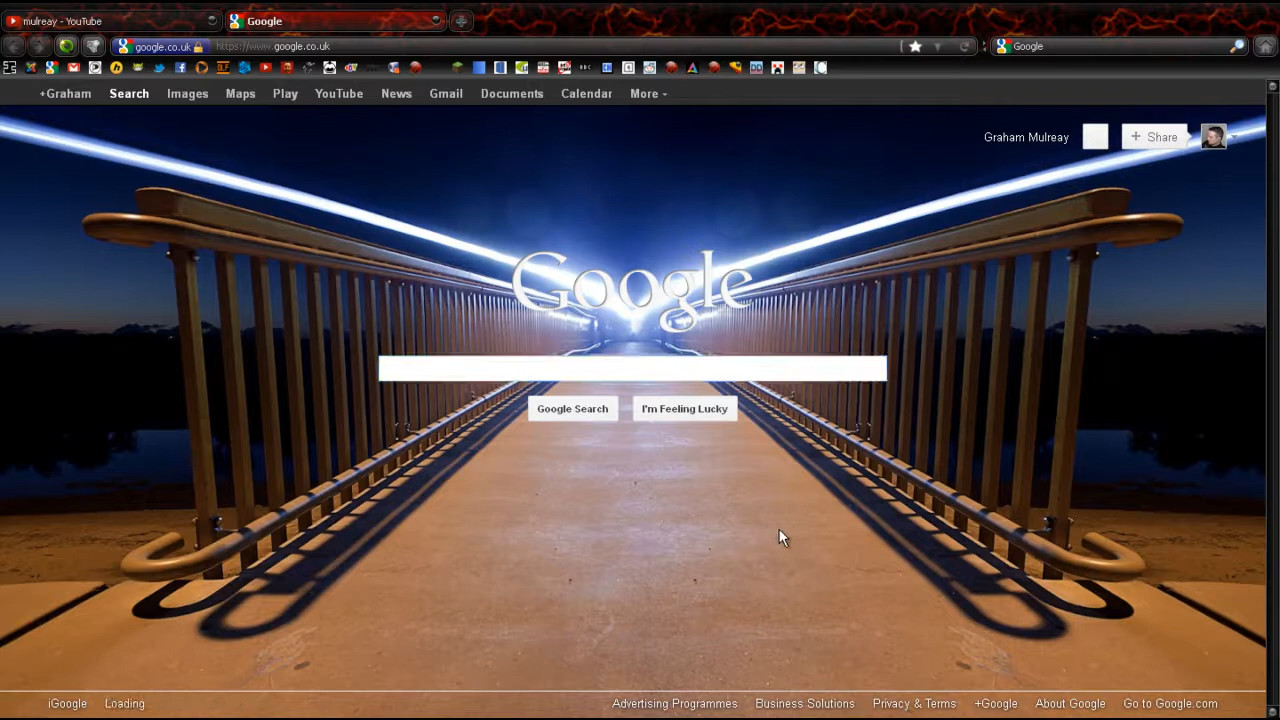 mulreay - YouTube
Google
google.co.uk
https://www.google.co.uk
Google
+Graham Search Images Maps Play YouTube News Gmail Documents Calendar More
Graham Mulreay
+ Share
Google
Google Search
I'm Feeling Lucky
iGoogle Loading
Advertising Programmes Business Solutions Privacy & Terms +Google About Google Go to Google.com